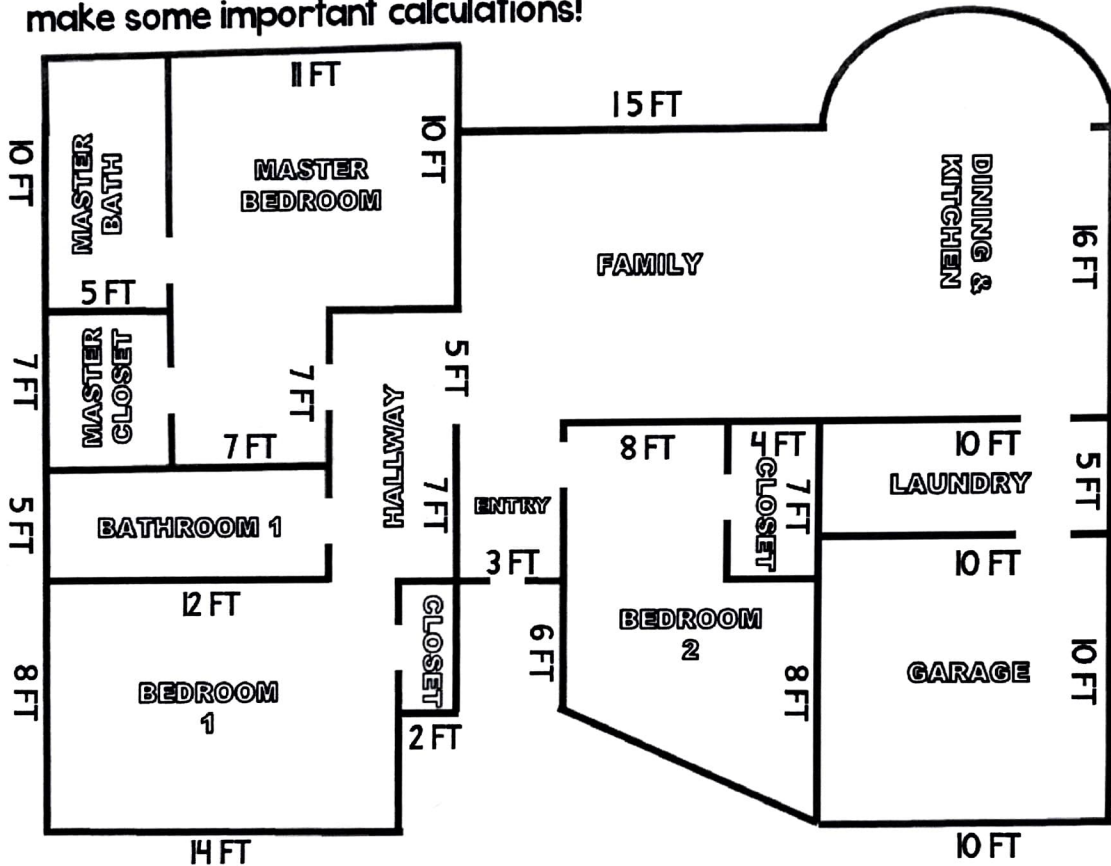 make some important calculations!
11 FT
15 FT
10 FT
10 FT
MASTER
BATH
MASTER
BEDROOM
DINING &
KITCHEN
16 FT
FAMILY
5 FT
7 FT
MASTER
CLOSET
7 FT
5 FT
HALLWAY
7 FT
8 FT
4 FT
10 FT
CLOSET
7 FT
LAUNDRY
5 FT
5 FT
BATHROOM 1
7 FT
ENTRY
3 FT
10 FT
12 FT
CLOSET
6 FT
BEDROOM
2
8 FT
BEDROOM
1
8 FT
GARAGE
10 FT
2 FT
14 FT
10 FT